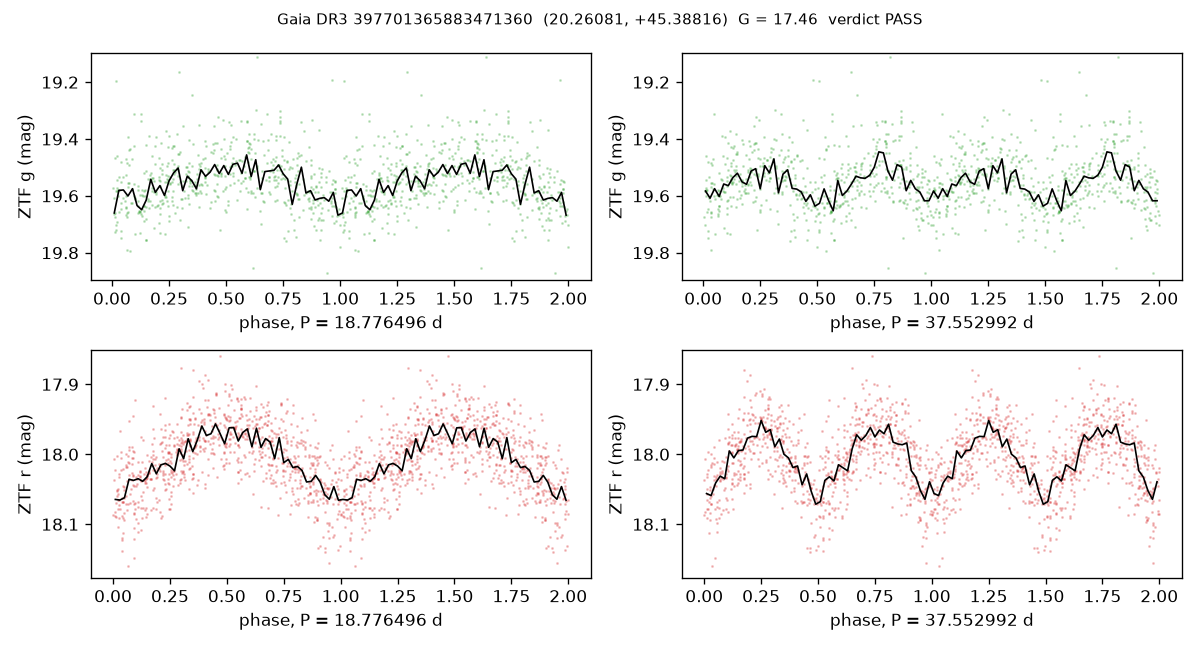 Gaia DR3 397701365883471360 (20.26081, +45.38816) G = 17.46 verdict PASS
ZTF g (mag)
19.2
19.4
19.6
19.8
0.00 0.25 0.50 0.75 1.00 1.25 1.50 1.75 2.00
phase, P = 18.776496 d
ZTF g (mag)
19.2
19.4
19.6
19.8
0.00 0.25 0.50 0.75 1.00 1.25 1.50 1.75 2.00
phase, P = 37.552992 d
ZTF r (mag)
17.9
18.0
18.1
0.00 0.25 0.50 0.75 1.00 1.25 1.50 1.75 2.00
phase, P = 18.776496 d
ZTF r (mag)
17.9
18.0
18.1
0.00 0.25 0.50 0.75 1.00 1.25 1.50 1.75 2.00
phase, P = 37.552992 d